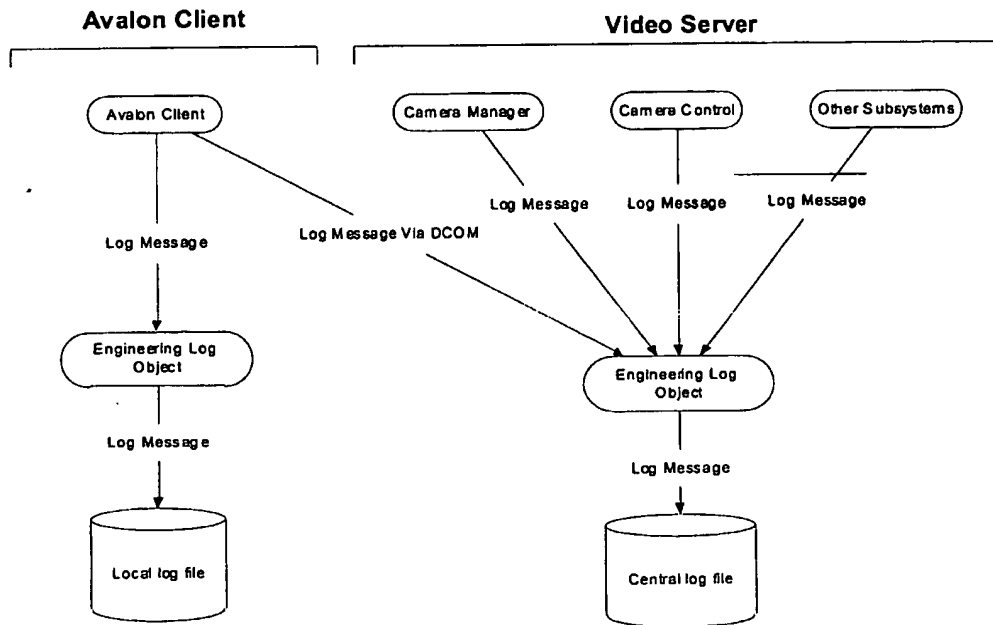 Avalon Client
Video Server
Avalon Client
Camera Manager
Camera Control
Other Subsystems
Log Message
Log Message
Log Message
Log Message Via DCOM
Log Message
Engineering Log
Object
Engineering Log
Object
Log Message
Log Message
Local log file
Central log file